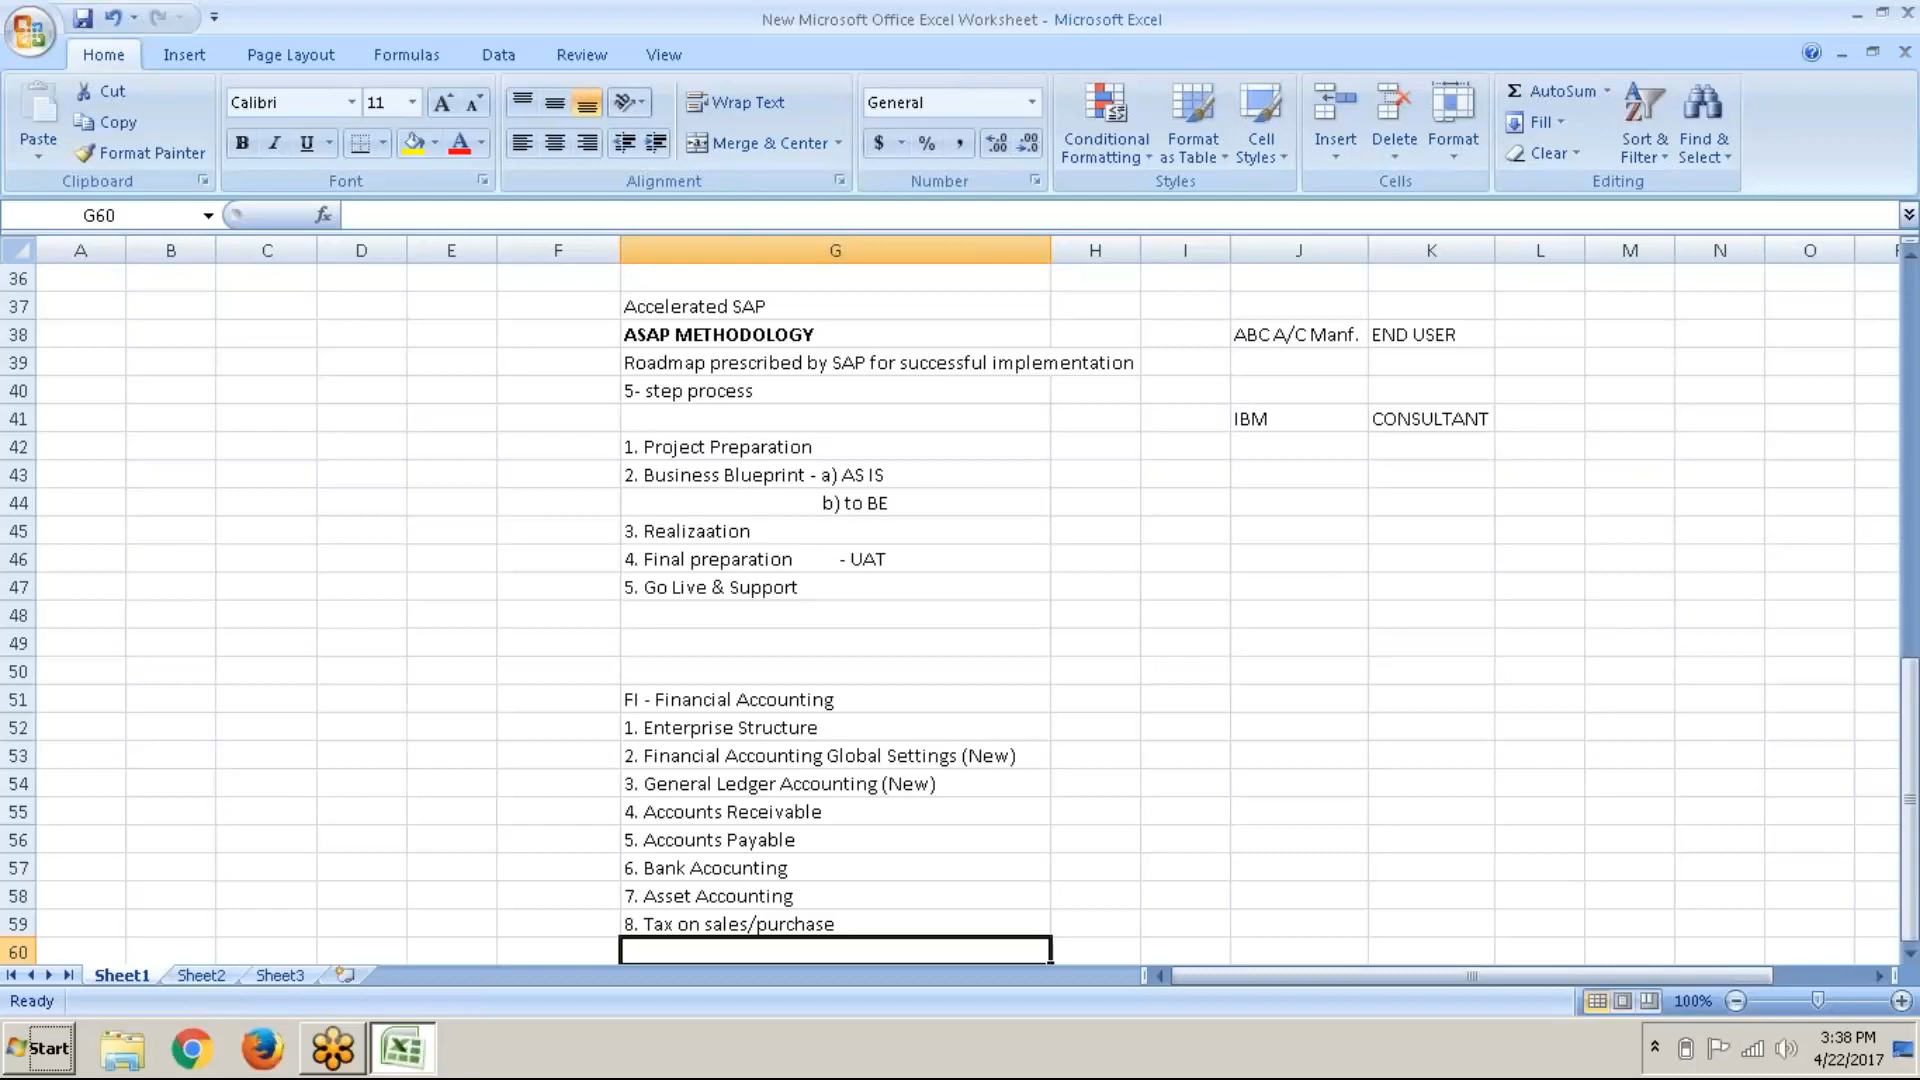 New Microsoft Office Excel Worksheet - Microsoft Excel
Home Insert Page Layout Formulas Data Review View
Paste Cut Copy Format Painter Clipboard
Calibri 11 B I U A Font
Wrap Text Merge & Center Alignment
General $ % , Number
Conditional Formatting Format as Table Cell Styles Styles
Insert Delete Format Cells
Σ AutoSum Fill Clear Sort & Filter Find & Select Editing
G60 fx
A B C D E F G H I J K L M N O
36
37 Accelerated SAP
38 ASAP METHODOLOGY ABC A/C Manf. END USER
39 Roadmap prescribed by SAP for successful implementation
40 5- step process
41 IBM CONSULTANT
42 1. Project Preparation
43 2. Business Blueprint - a) AS IS
44 b) to BE
45 3. Realizaation
46 4. Final preparation - UAT
47 5. Go Live & Support
48
49
50
51 FI - Financial Accounting
52 1. Enterprise Structure
53 2. Financial Accounting Global Settings (New)
54 3. General Ledger Accounting (New)
55 4. Accounts Receivable
56 5. Accounts Payable
57 6. Bank Acocunting
58 7. Asset Accounting
59 8. Tax on sales/purchase
60
Sheet1 Sheet2 Sheet3
Ready 100%
Start 3:38 PM
4/22/2017